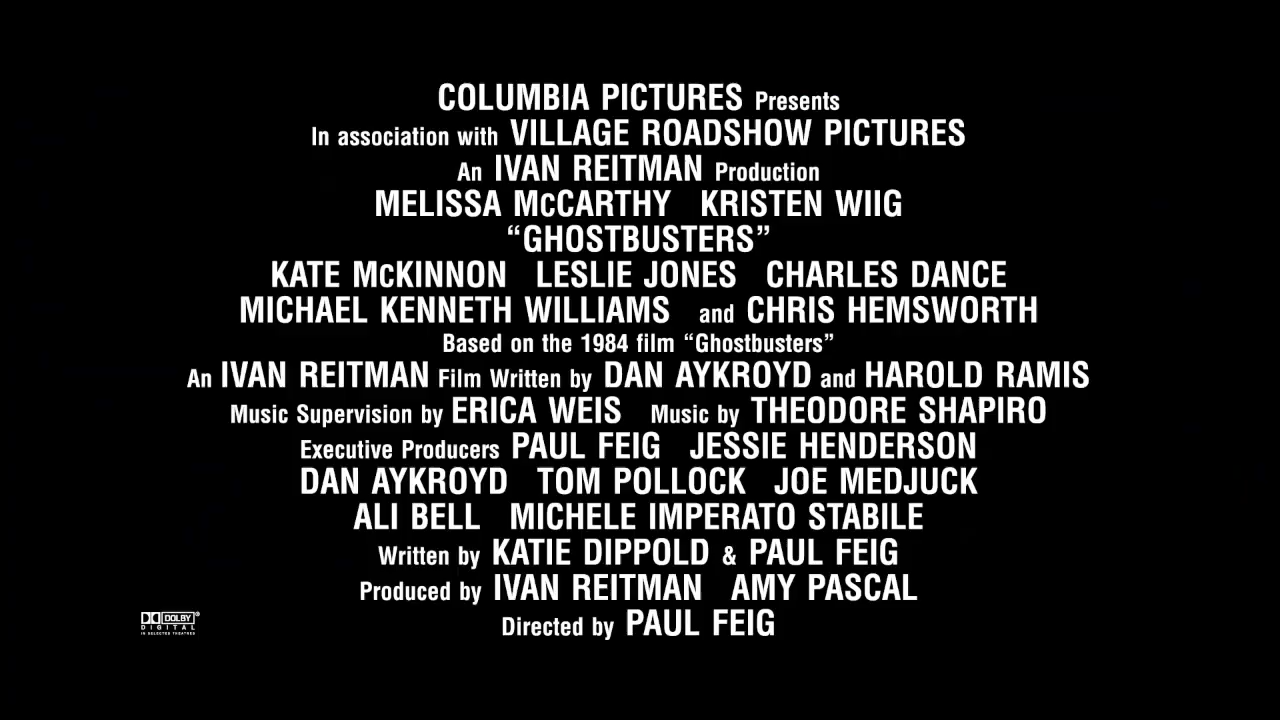 COLUMBIA PICTURES Presents
In association with VILLAGE ROADSHOW PICTURES
An IVAN REITMAN Production
MELISSA McCARTHY KRISTEN WIIG
“GHOSTBUSTERS”
KATE McKINNON LESLIE JONES CHARLES DANCE
MICHAEL KENNETH WILLIAMS and CHRIS HEMSWORTH
Based on the 1984 film “Ghostbusters”
An IVAN REITMAN Film Written by DAN AYKROYD and HAROLD RAMIS
Music Supervision by ERICA WEIS Music by THEODORE SHAPIRO
Executive Producers PAUL FEIG JESSIE HENDERSON
DAN AYKROYD TOM POLLOCK JOE MEDJUCK
ALI BELL MICHELE IMPERATO STABILE
Written by KATIE DIPPOLD & PAUL FEIG
Produced by IVAN REITMAN AMY PASCAL
Directed by PAUL FEIG
DOLBY®
DIGITAL
IN SELECTED THEATRES